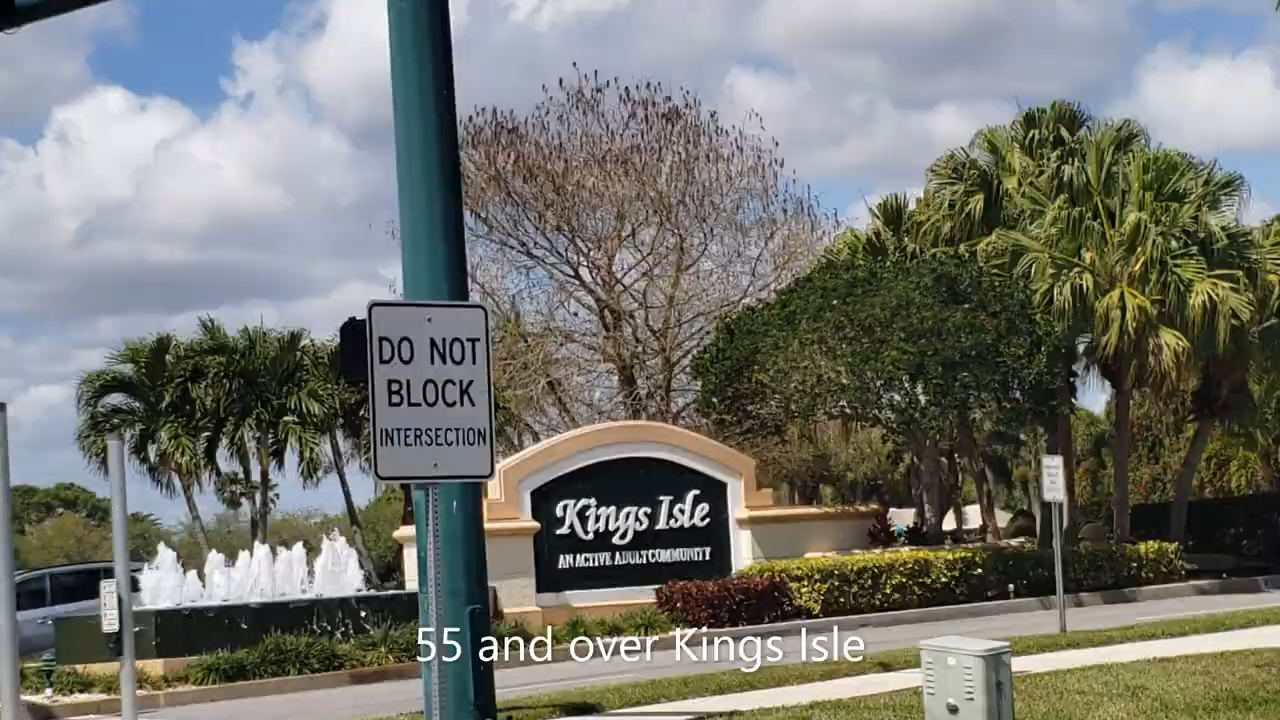 DO NOT
BLOCK
INTERSECTION
Kings Isle
AN ACTIVE ADULT COMMUNITY
55 and over Kings Isle